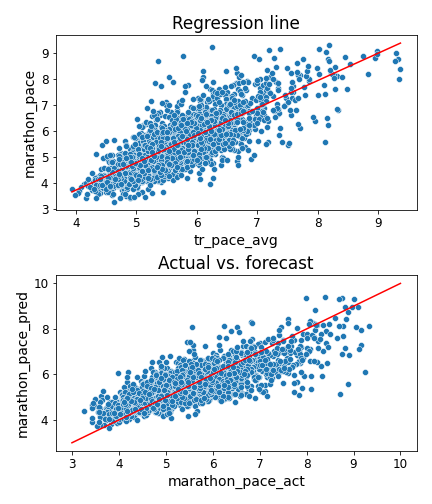 Regression line
marathon_pace
9
8
7
6
5
4
3
4 5 6 7 8 9
tr_pace_avg
Actual vs. forecast
marathon_pace_pred
10
8
6
4
3 4 5 6 7 8 9 10
marathon_pace_act